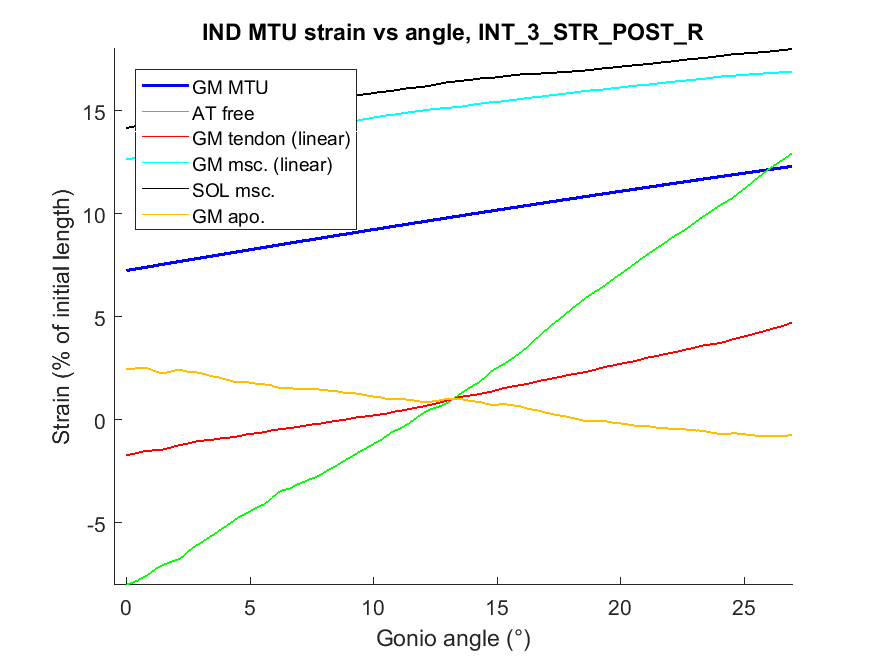 IND MTU strain vs angle, INT_3_STR_POST_R
GM MTU
AT free
GM tendon (linear)
GM msc. (linear)
SOL msc.
GM apo.
Strain (% of initial length)
15
10
5
0
-5
0
5
10
15
20
25
Gonio angle (°)